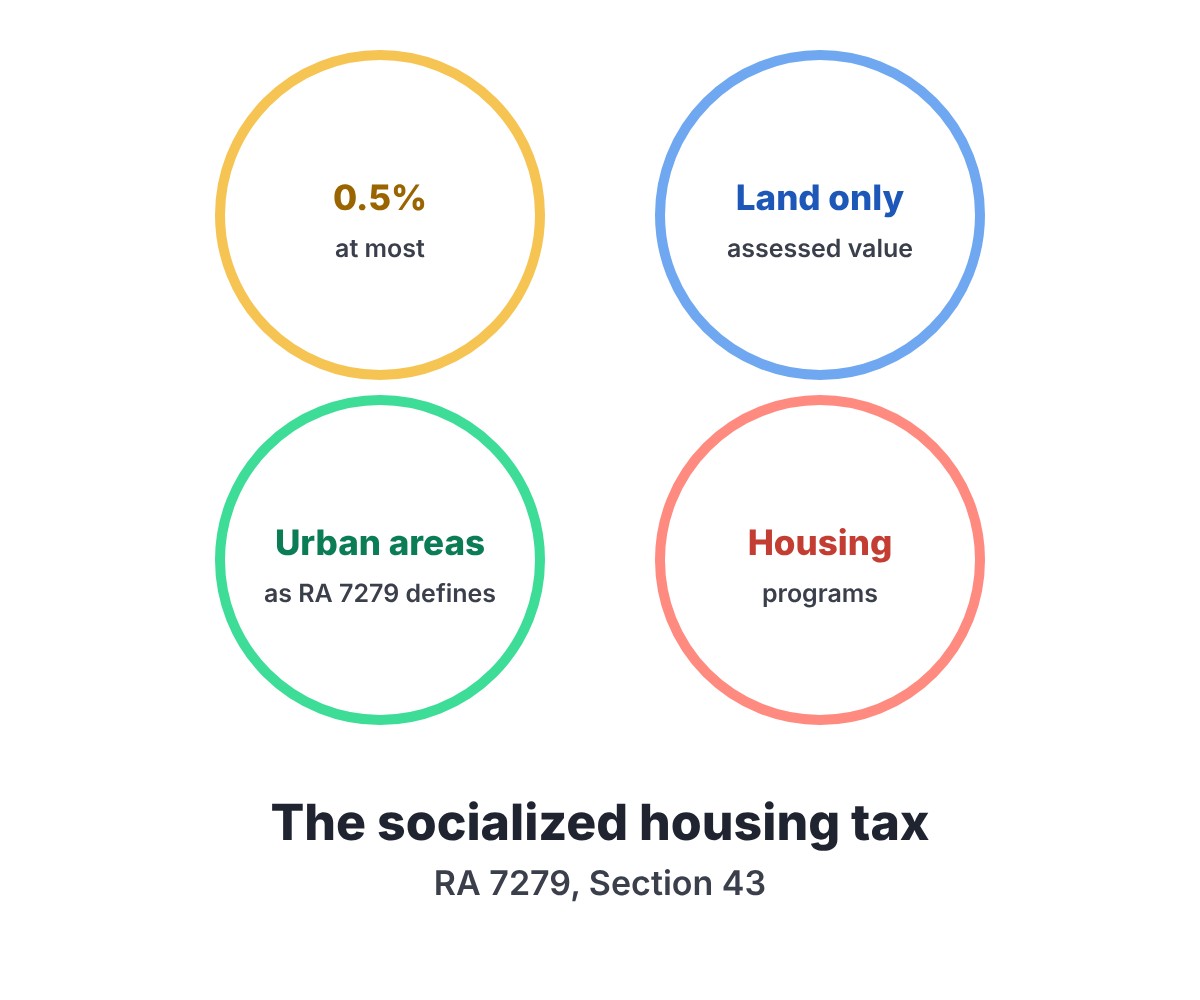 0.5%
at most
Land only
assessed value
Urban areas
as RA 7279 defines
Housing
programs
The socialized housing tax
RA 7279, Section 43